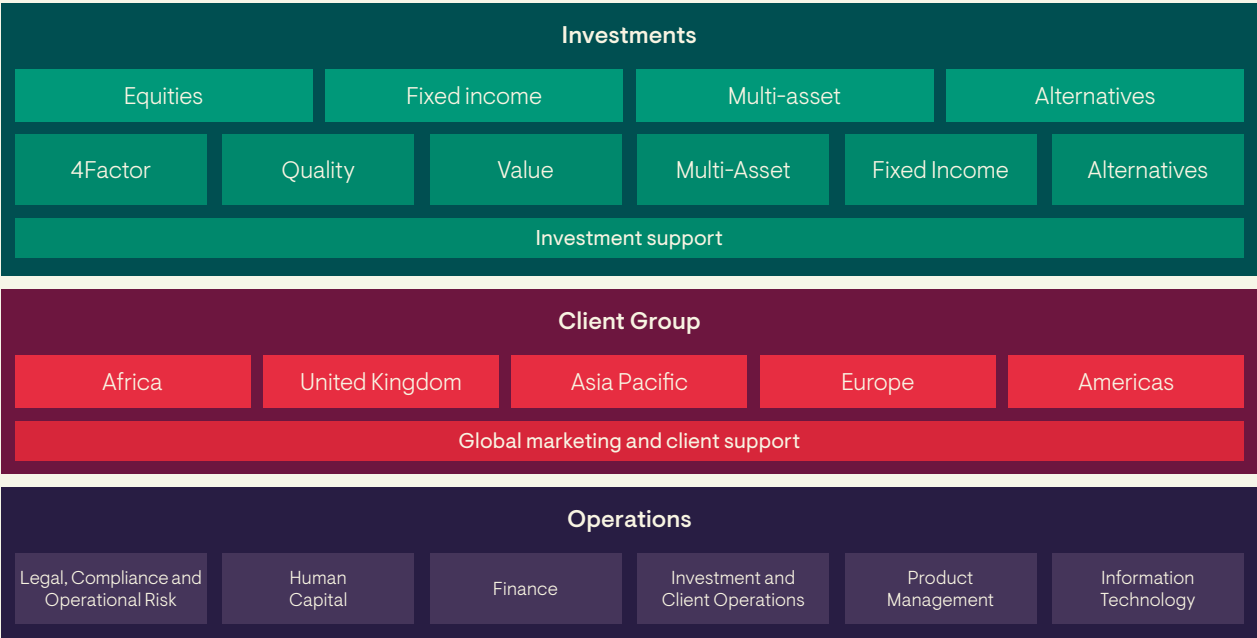 Investments
Equities
Fixed income
Multi-asset
Alternatives
4Factor
Quality
Value
Multi-Asset
Fixed Income
Alternatives
Investment support
Client Group
Africa
United Kingdom
Asia Pacific
Europe
Americas
Global marketing and client support
Operations
Legal, Compliance and
Operational Risk
Human
Capital
Finance
Investment and
Client Operations
Product
Management
Information
Technology